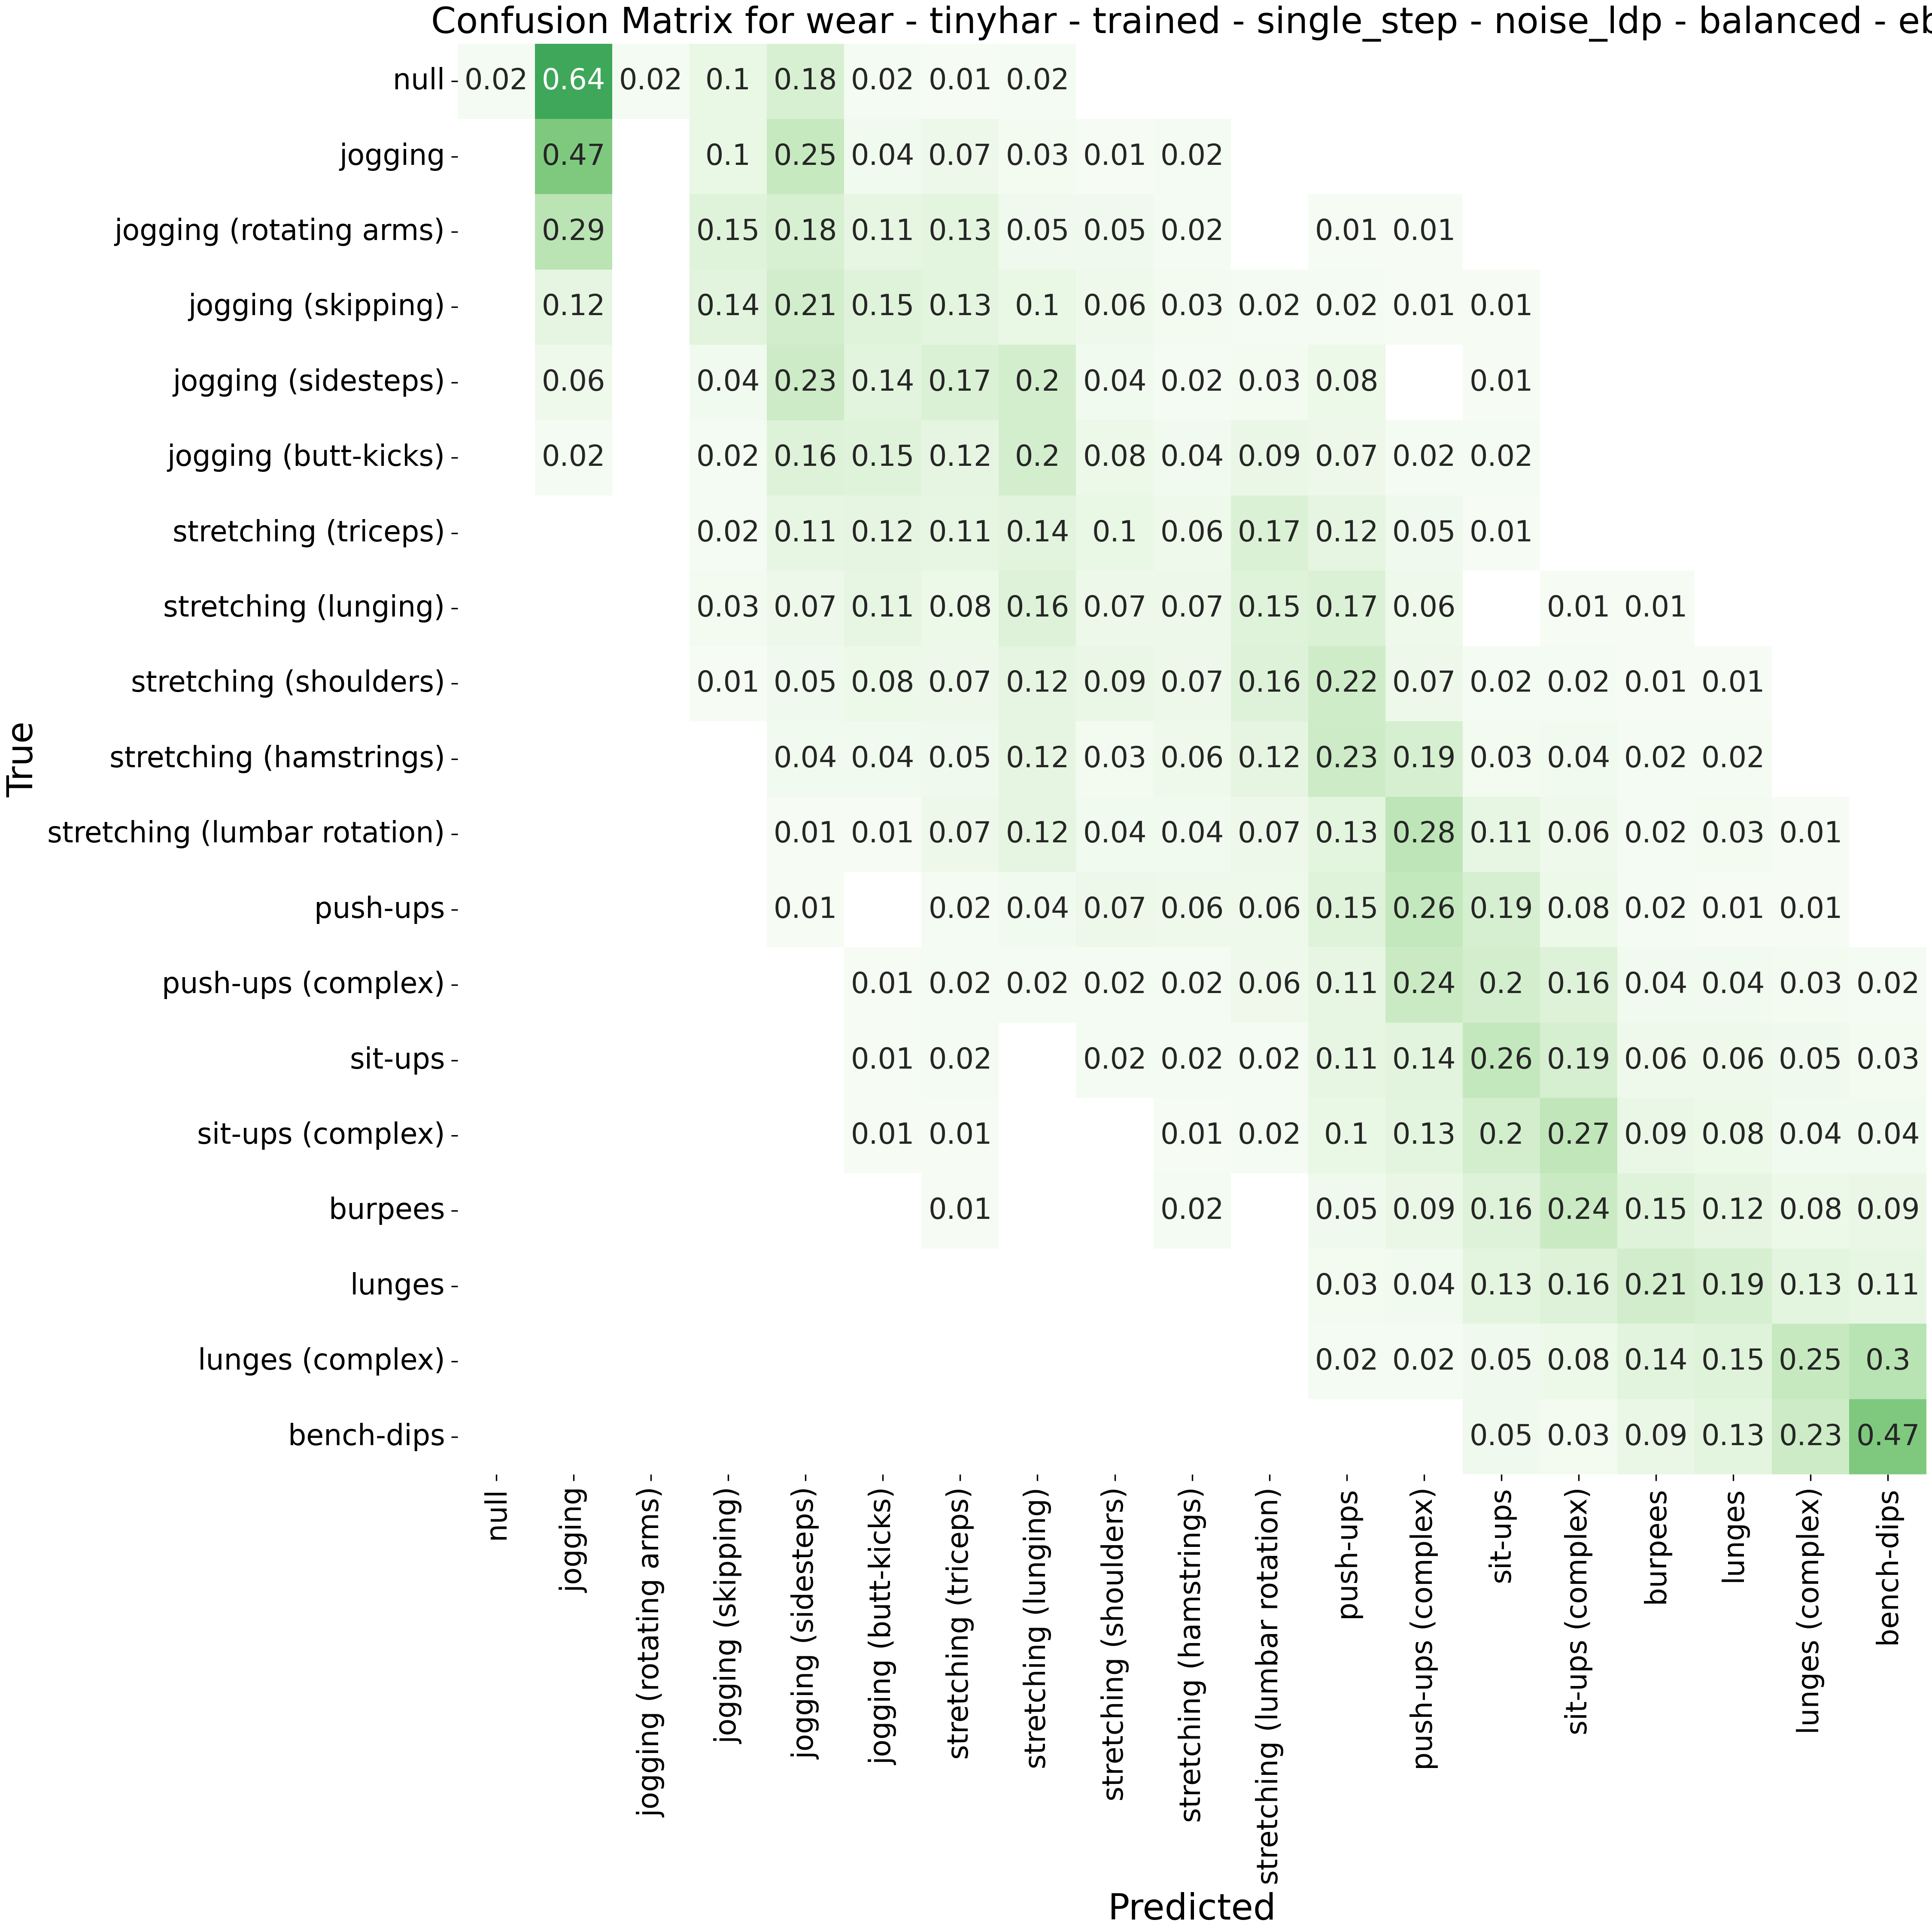 Confusion Matrix for wear - tinyhar - trained - single_step - noise_ldp - balanced - eb
True
null 0.02 0.64 0.02 0.1 0.18 0.02 0.01 0.02
jogging 0.47 0.1 0.25 0.04 0.07 0.03 0.01 0.02
jogging (rotating arms) 0.29 0.15 0.18 0.11 0.13 0.05 0.05 0.02 0.01 0.01
jogging (skipping) 0.12 0.14 0.21 0.15 0.13 0.1 0.06 0.03 0.02 0.02 0.01 0.01
jogging (sidesteps) 0.06 0.04 0.23 0.14 0.17 0.2 0.04 0.02 0.03 0.08 0.01
jogging (butt-kicks) 0.02 0.02 0.16 0.15 0.12 0.2 0.08 0.04 0.09 0.07 0.02 0.02
stretching (triceps) 0.02 0.11 0.12 0.11 0.14 0.1 0.06 0.17 0.12 0.05 0.01
stretching (lunging) 0.03 0.07 0.11 0.08 0.16 0.07 0.07 0.15 0.17 0.06 0.01 0.01
stretching (shoulders) 0.01 0.05 0.08 0.07 0.12 0.09 0.07 0.16 0.22 0.07 0.02 0.02 0.01 0.01
stretching (hamstrings) 0.04 0.04 0.05 0.12 0.03 0.06 0.12 0.23 0.19 0.03 0.04 0.02 0.02
stretching (lumbar rotation) 0.01 0.01 0.07 0.12 0.04 0.04 0.07 0.13 0.28 0.11 0.06 0.02 0.03 0.01
push-ups 0.01 0.02 0.04 0.07 0.06 0.06 0.15 0.26 0.19 0.08 0.02 0.01 0.01
push-ups (complex) 0.01 0.02 0.02 0.02 0.02 0.06 0.11 0.24 0.2 0.16 0.04 0.04 0.03 0.02
sit-ups 0.01 0.02 0.02 0.02 0.02 0.11 0.14 0.26 0.19 0.06 0.06 0.05 0.03
sit-ups (complex) 0.01 0.01 0.01 0.02 0.1 0.13 0.2 0.27 0.09 0.08 0.04 0.04
burpees 0.01 0.02 0.05 0.09 0.16 0.24 0.15 0.12 0.08 0.09
lunges 0.03 0.04 0.13 0.16 0.21 0.19 0.13 0.11
lunges (complex) 0.02 0.02 0.05 0.08 0.14 0.15 0.25 0.3
bench-dips 0.05 0.03 0.09 0.13 0.23 0.47
null
jogging
jogging (rotating arms)
jogging (skipping)
jogging (sidesteps)
jogging (butt-kicks)
stretching (triceps)
stretching (lunging)
stretching (shoulders)
stretching (hamstrings)
stretching (lumbar rotation)
push-ups
push-ups (complex)
sit-ups
sit-ups (complex)
burpees
lunges
lunges (complex)
bench-dips
Predicted